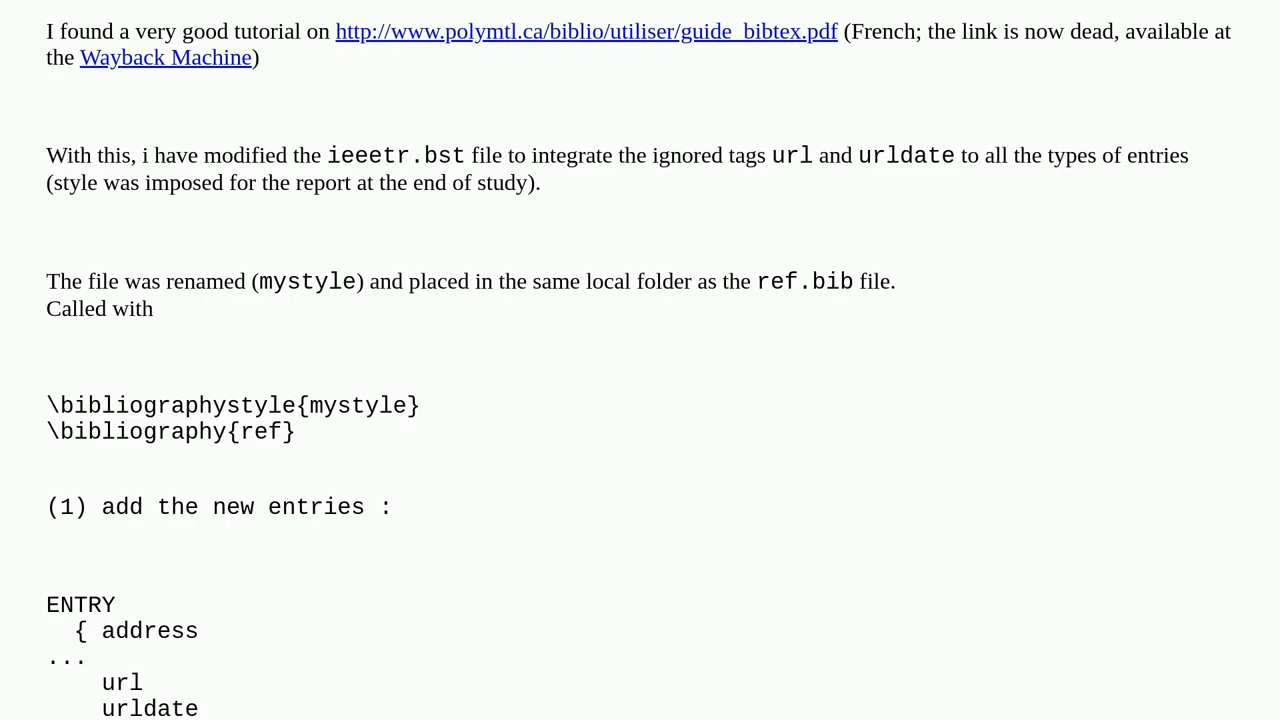 I found a very good tutorial on http://www.polymtl.ca/biblio/utiliser/guide_bibtex.pdf (French; the link is now dead, available at
the Wayback Machine)
With this, i have modified the ieeetr.bst file to integrate the ignored tags url and urldate to all the types of entries
(style was imposed for the report at the end of study).
The file was renamed (mystyle) and placed in the same local folder as the ref.bib file.
Called with
\bibliographystyle{mystyle}
\bibliography{ref}
(1) add the new entries :
ENTRY
  { address
...
    url
    urldate